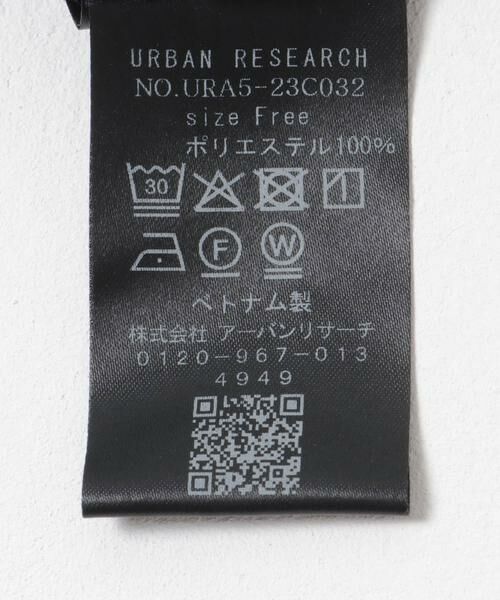 URBAN RESEARCH
NO.URA5-23C032
size Free
ポリエステル100%
30
F W
ベトナム製
株式会社 アーバンリサーチ
0120-967-013
4949